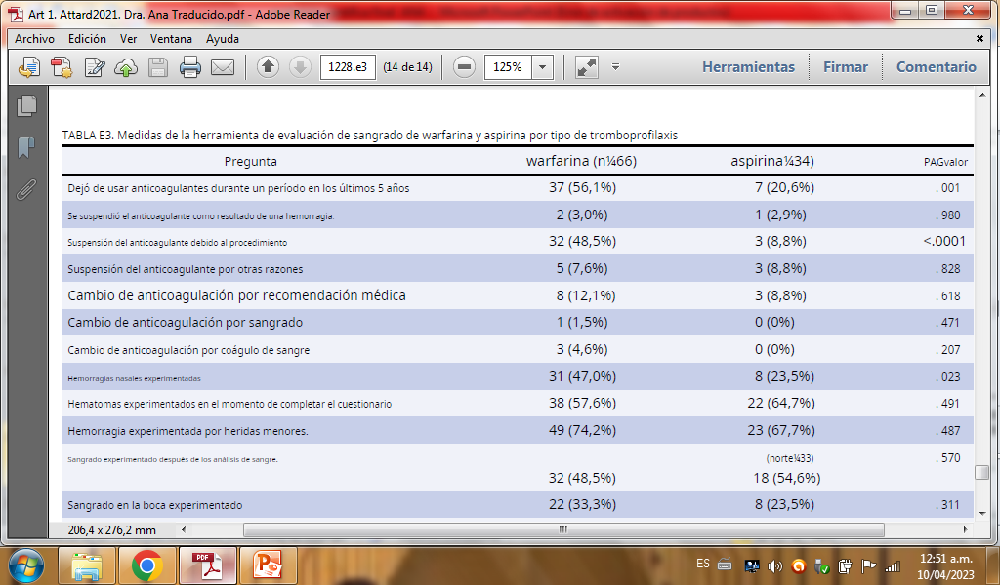 Art 1. Attard2021. Dra. Ana Traducido.pdf - Adobe Reader
Archivo Edición Ver Ventana Ayuda
1228.e3 (14 de 14) 125% Herramientas Firmar Comentario
TABLA E3. Medidas de la herramienta de evaluación de sangrado de warfarina y aspirina por tipo de tromboprofilaxis
Pregunta warfarina (n¼66) aspirina¼34) PAGvalor
Dejó de usar anticoagulantes durante un período en los últimos 5 años 37 (56,1%) 7 (20,6%) . 001
Se suspendió el anticoagulante como resultado de una hemorragia. 2 (3,0%) 1 (2,9%) . 980
Suspensión del anticoagulante debido al procedimiento 32 (48,5%) 3 (8,8%) <.0001
Suspensión del anticoagulante por otras razones 5 (7,6%) 3 (8,8%) . 828
Cambio de anticoagulación por recomendación médica 8 (12,1%) 3 (8,8%) . 618
Cambio de anticoagulación por sangrado 1 (1,5%) 0 (0%) . 471
Cambio de anticoagulación por coágulo de sangre 3 (4,6%) 0 (0%) . 207
Hemorragias nasales experimentadas 31 (47,0%) 8 (23,5%) . 023
Hematomas experimentados en el momento de completar el cuestionario 38 (57,6%) 22 (64,7%) . 491
Hemorragia experimentada por heridas menores. 49 (74,2%) 23 (67,7%) . 487
Sangrado experimentado después de los análisis de sangre. (norte¼33) . 570
32 (48,5%) 18 (54,6%)
Sangrado en la boca experimentado 22 (33,3%) 8 (23,5%) . 311
206,4 x 276,2 mm
ES 12:51 a.m.
10/04/2023